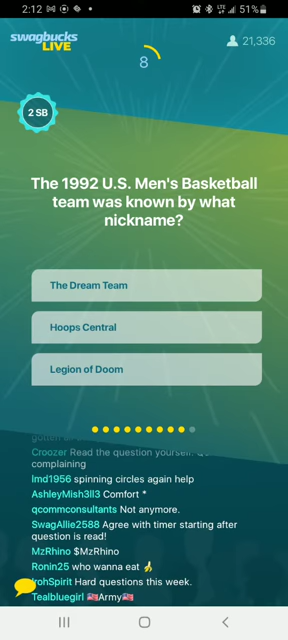 2:12
LTE
51%
swagbucks
LIVE
8
21,336
2 SB
The 1992 U.S. Men's Basketball
team was known by what
nickname?
The Dream Team
Hoops Central
Legion of Doom
Croozer Read the question yourself.
complaining
lmd1956 spinning circles again help
AshleyMish3ll3 Comfort *
qcommconsultants Not anymore.
SwagAllie2588 Agree with timer starting after
question is read!
MzRhino $MzRhino
Ronin25 who wanna eat 🍌
IrohSpirit Hard questions this week.
Tealbluegirl 🇺🇸Army🇺🇸